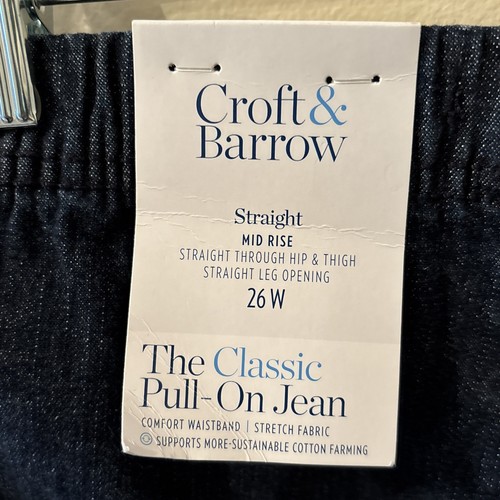 Croft&
Barrow
Straight
MID RISE
STRAIGHT THROUGH HIP & THIGH
STRAIGHT LEG OPENING
26 W
The Classic
Pull-On Jean
COMFORT WAISTBAND | STRETCH FABRIC
SUPPORTS MORE-SUSTAINABLE COTTON FARMING